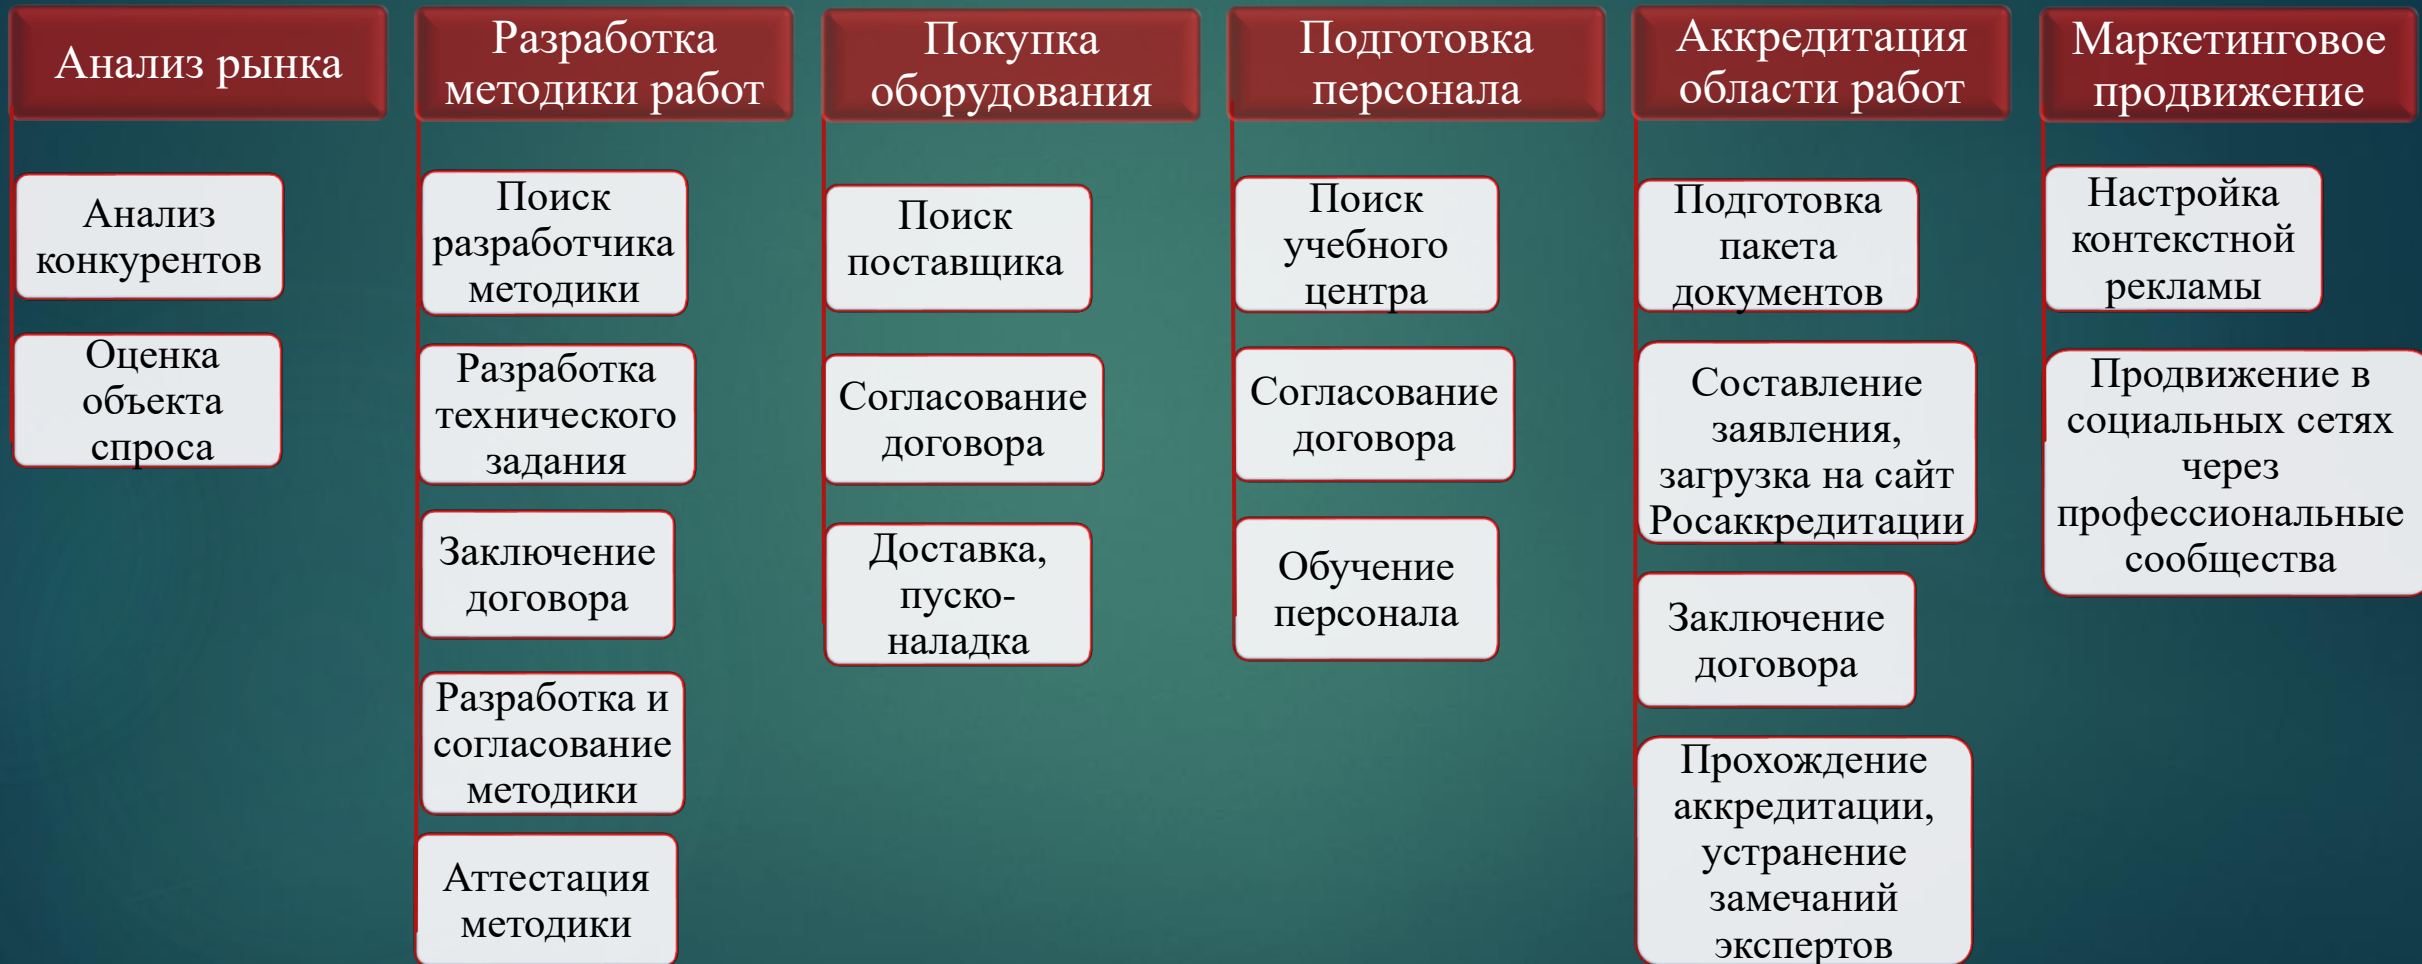 Анализ рынка
Анализ
конкурентов
Оценка
объекта
спроса
Разработка
методики работ
Поиск
разработчика
методики
Разработка
технического
задания
Заключение
договора
Разработка и
согласование
методики
Аттестация
методики
Покупка
оборудования
Поиск
поставщика
Согласование
договора
Доставка,
пуско-
наладка
Подготовка
персонала
Поиск
учебного
центра
Согласование
договора
Обучение
персонала
Аккредитация
области работ
Подготовка
пакета
документов
Составление
заявления,
загрузка на сайт
Росаккредитации
Заключение
договора
Прохождение
аккредитации,
устранение
замечаний
экспертов
Маркетинговое
продвижение
Настройка
контекстной
рекламы
Продвижение в
социальных сетях
через
профессиональные
сообщества